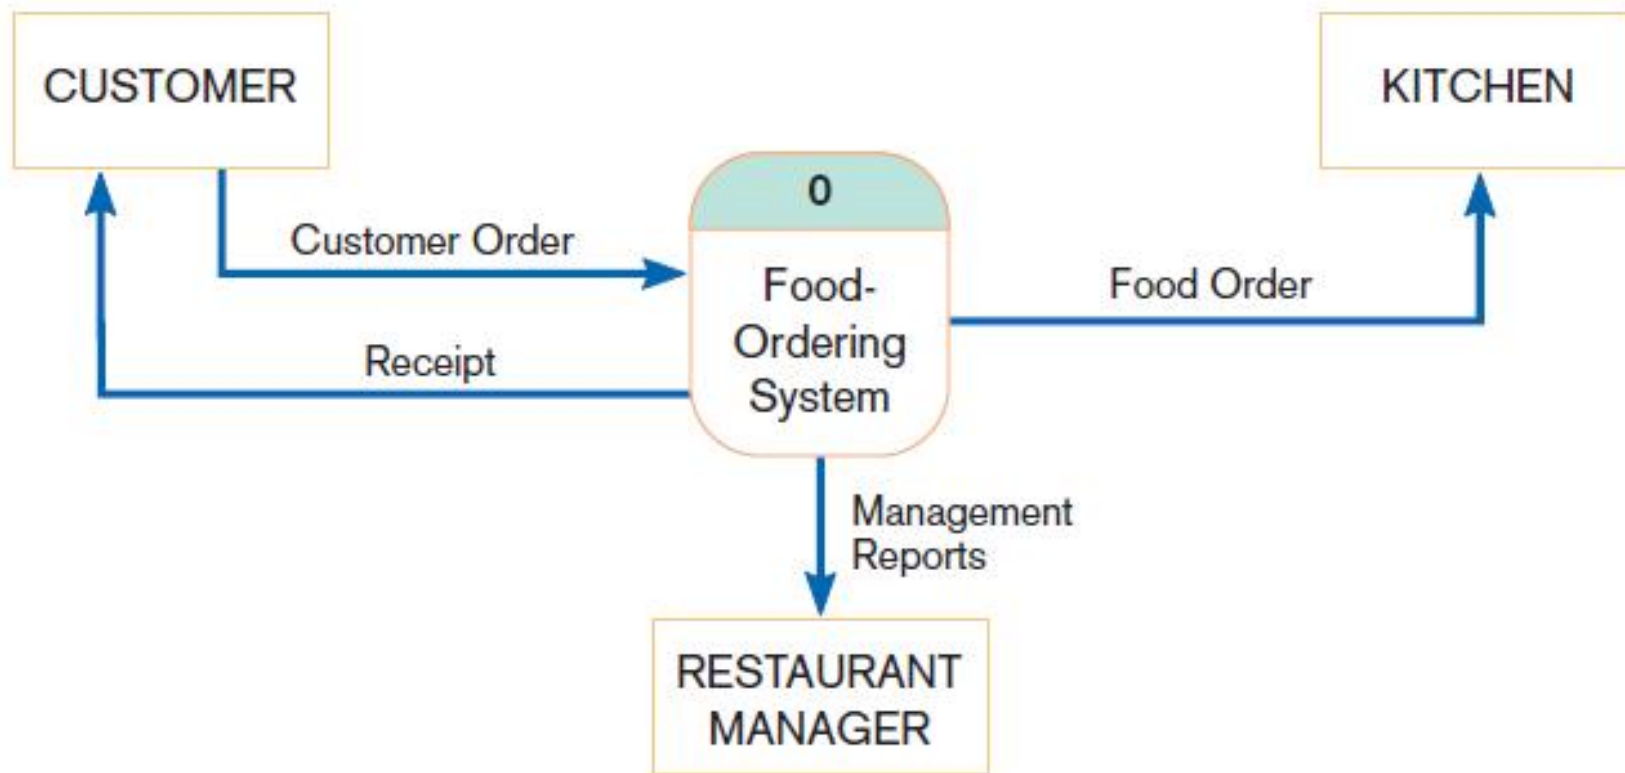 CUSTOMER
KITCHEN
0
Customer Order
Food-
Ordering
System
Food Order
Receipt
Management
Reports
RESTAURANT
MANAGER